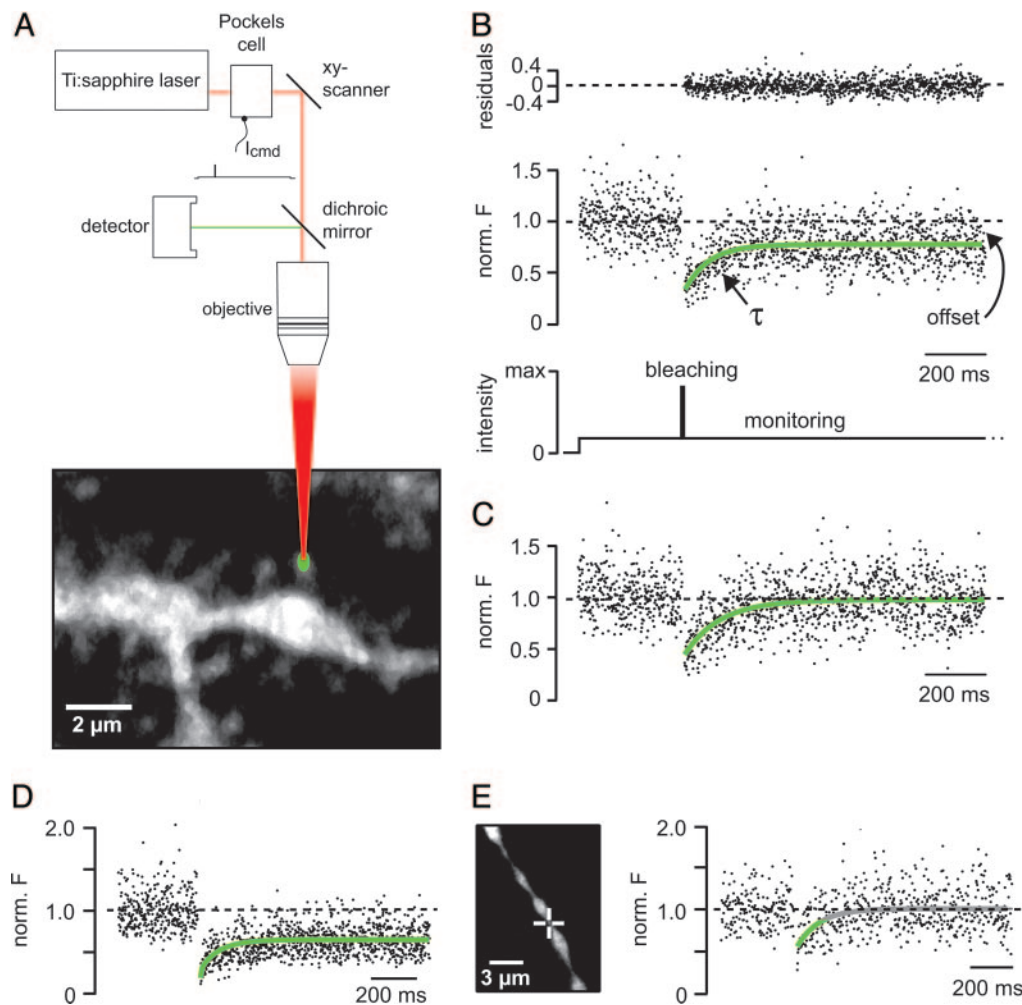 A
Pockels
cell
Ti:sapphire laser
xy-
scanner
Icmd
detector
dichroic
mirror
objective
2 µm
B
residuals
0.4
0
-0.4
norm. F
1.5
1.0
0.5
0
τ
offset
200 ms
intensity
max
0
bleaching
monitoring
C
norm. F
1.5
1.0
0.5
0
200 ms
D
norm. F
2.0
1.0
0
200 ms
E
3 µm
norm. F
2.0
1.0
0
200 ms